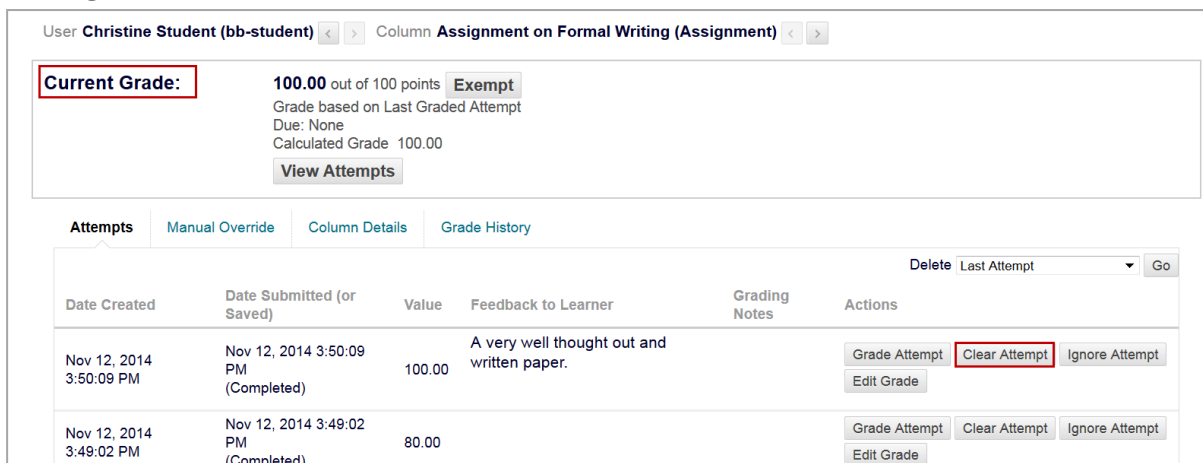 User Christine Student (bb-student) < > Column Assignment on Formal Writing (Assignment) < >
Current Grade: 100.00 out of 100 points Exempt
Grade based on Last Graded Attempt
Due: None
Calculated Grade 100.00
View Attempts
Attempts Manual Override Column Details Grade History
Delete Last Attempt Go
Date Created Date Submitted (or Saved) Value Feedback to Learner Grading Notes Actions
Nov 12, 2014 3:50:09 PM Nov 12, 2014 3:50:09 PM (Completed) 100.00 A very well thought out and written paper. Grade Attempt Clear Attempt Ignore Attempt
Edit Grade
Nov 12, 2014 3:49:02 PM Nov 12, 2014 3:49:02 PM (Completed) 80.00 Grade Attempt Clear Attempt Ignore Attempt
Edit Grade